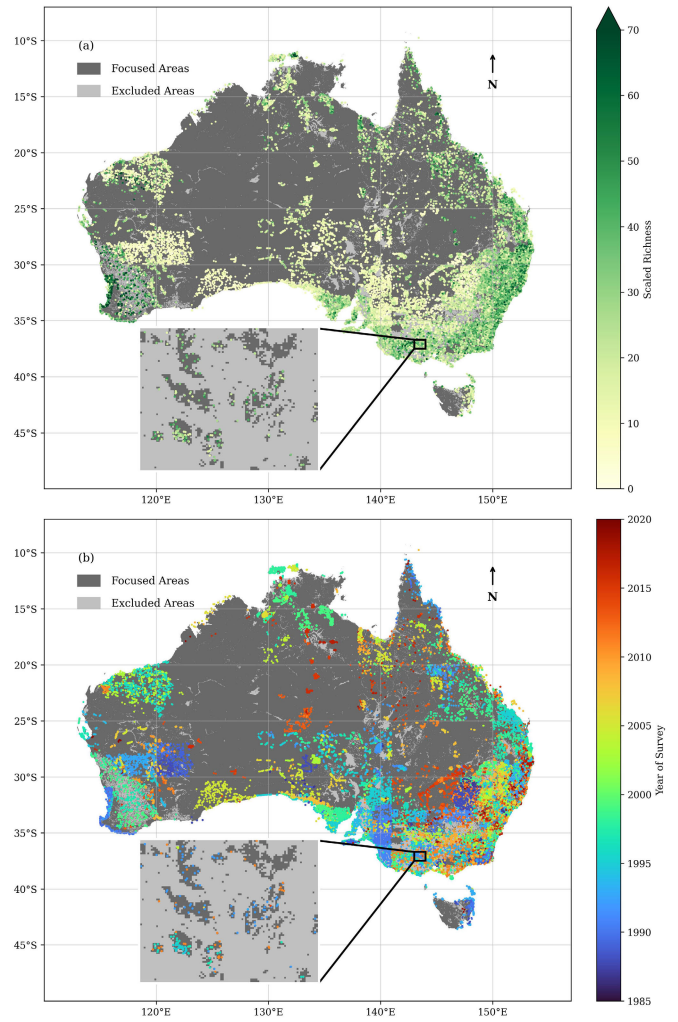 (a)
Focused Areas
Excluded Areas
N
10°S
15°S
20°S
25°S
30°S
35°S
40°S
45°S
120°E
130°E
140°E
150°E
70
60
50
40
30
20
10
0
Scaled Richness
(b)
Focused Areas
Excluded Areas
N
10°S
15°S
20°S
25°S
30°S
35°S
40°S
45°S
120°E
130°E
140°E
150°E
2020
2015
2010
2005
2000
1995
1990
1985
Year of Survey